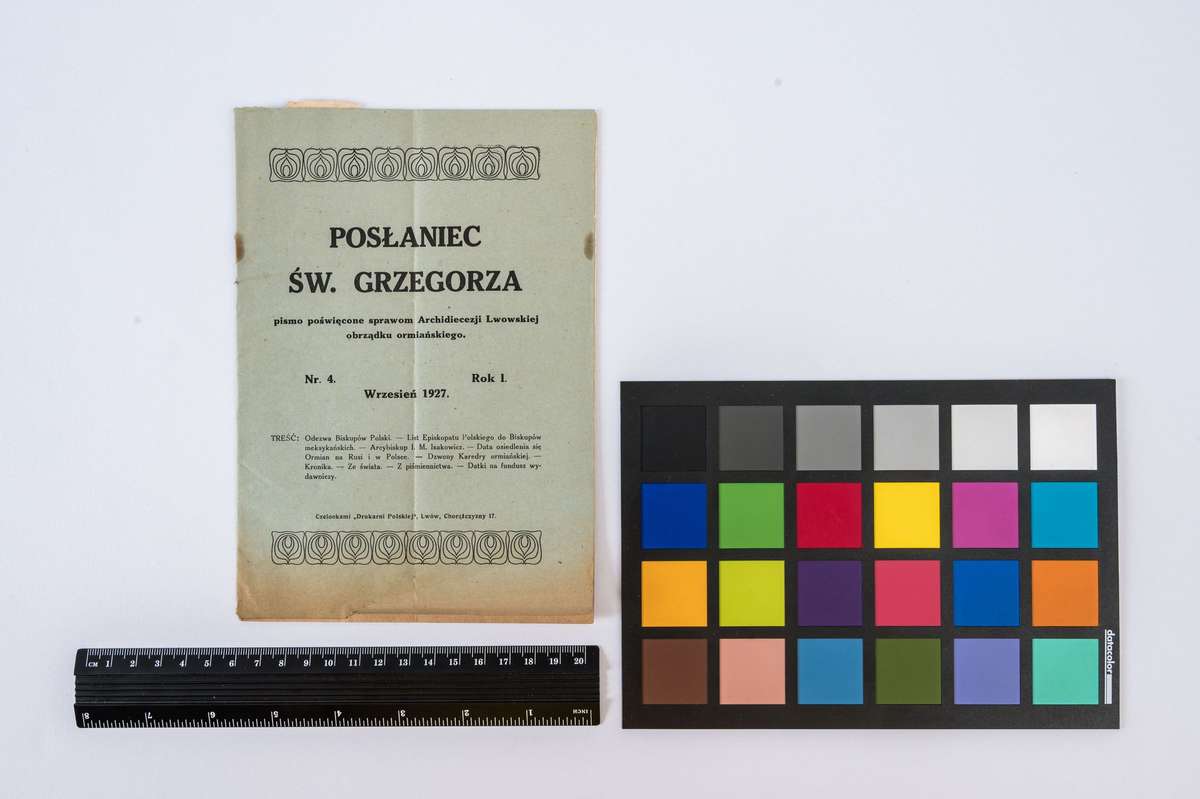 POSŁANIEC
ŚW. GRZEGORZA
pismo poświęcone sprawom Archidiecezji Lwowskiej
obrządku ormiańskiego.
Nr. 4. Rok I.
Wrzesień 1927.
TREŚĆ: Odezwa Biskupów Polski. — List Episkopatu Polskiego do Biskupów
meksykańskich. — Arcybiskup I. M. Isakowicz. — Data osiedlenia się
Ormian na Rusi i w Polsce. — Dzwony Katedry ormiańskiej. —
Kronika. — Ze świata. — Z piśmiennictwa. — Datki na fundusz wy-
dawniczy.
Czcionkami „Drukarni Polskiej", Lwów, Chorążczyzny 17.
CM 1 2 3 4 5 6 7 8 9 10 11 12 13 14 15 16 17 18 19 20
8 7 6 5 4 3 2 1 INCH
datacolor